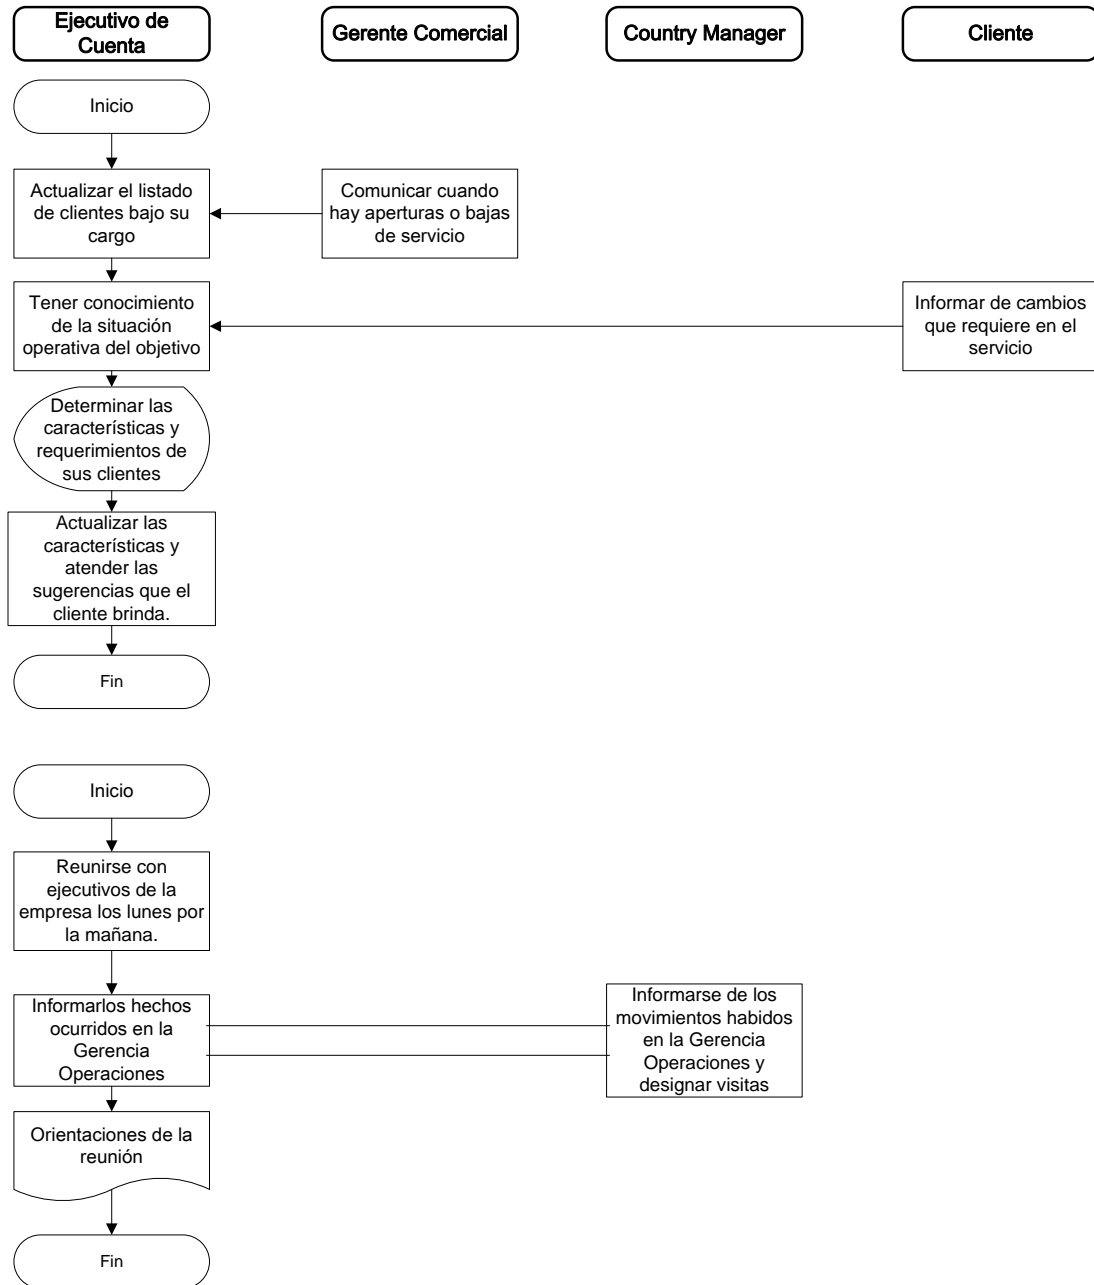 Ejecutivo de
Cuenta
Gerente Comercial
Country Manager
Cliente
Inicio
Actualizar el listado
de clientes bajo su
cargo
Comunicar cuando
hay aperturas o bajas
de servicio
Tener conocimiento
de la situación
operativa del objetivo
Informar de cambios
que requiere en el
servicio
Determinar las
características y
requerimientos de
sus clientes
Actualizar las
características y
atender las
sugerencias que el
cliente brinda.
Fin
Inicio
Reunirse con
ejecutivos de la
empresa los lunes por
la mañana.
Informarlos hechos
ocurridos en la
Gerencia
Operaciones
Informarse de los
movimientos habidos
en la Gerencia
Operaciones y
designar visitas
Orientaciones de la
reunión
Fin